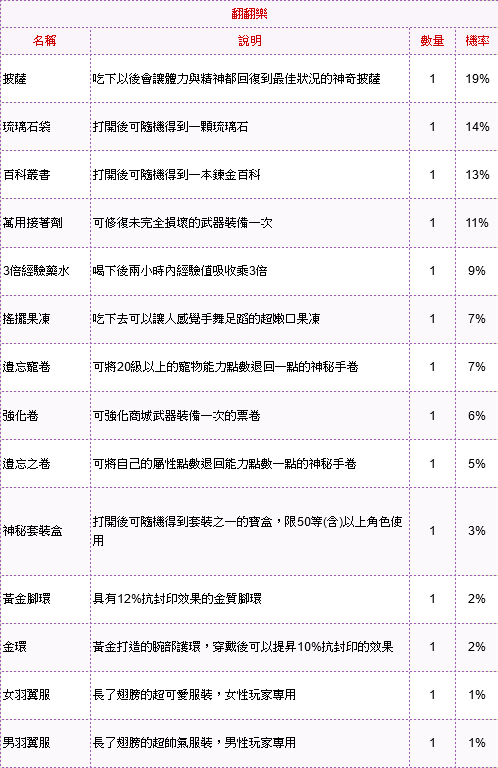 翻翻樂
名稱 說明 數量 機率
披薩 吃下以後會讓體力與精神都回復到最佳狀況的神奇披薩 1 19%
琉璃石袋 打開後可隨機得到一顆琉璃石 1 14%
百科叢書 打開後可隨機得到一本鍊金百科 1 13%
萬用接著劑 可修復未完全損壞的武器裝備一次 1 11%
3倍經驗藥水 喝下後兩小時內經驗值吸收乘3倍 1 9%
搖擺果凍 吃下去可以讓人感覺手舞足蹈的超嫩口果凍 1 7%
遺忘寵卷 可將20級以上的寵物能力點數退回一點的神秘手卷 1 7%
強化卷 可強化商城武器裝備一次的票卷 1 6%
遺忘之卷 可將自己的屬性點數退回能力點數一點的神秘手卷 1 5%
神秘套裝盒 打開後可隨機得到套裝之一的寶盒，限50等(含)以上角色使
用 1 3%
黃金腳環 具有12%抗封印效果的金質腳環 1 2%
金環 黃金打造的腕部護環，穿戴後可以提昇10%抗封印的效果 1 2%
女羽翼服 長了翅膀的超可愛服裝，女性玩家專用 1 1%
男羽翼服 長了翅膀的超帥氣服裝，男性玩家專用 1 1%